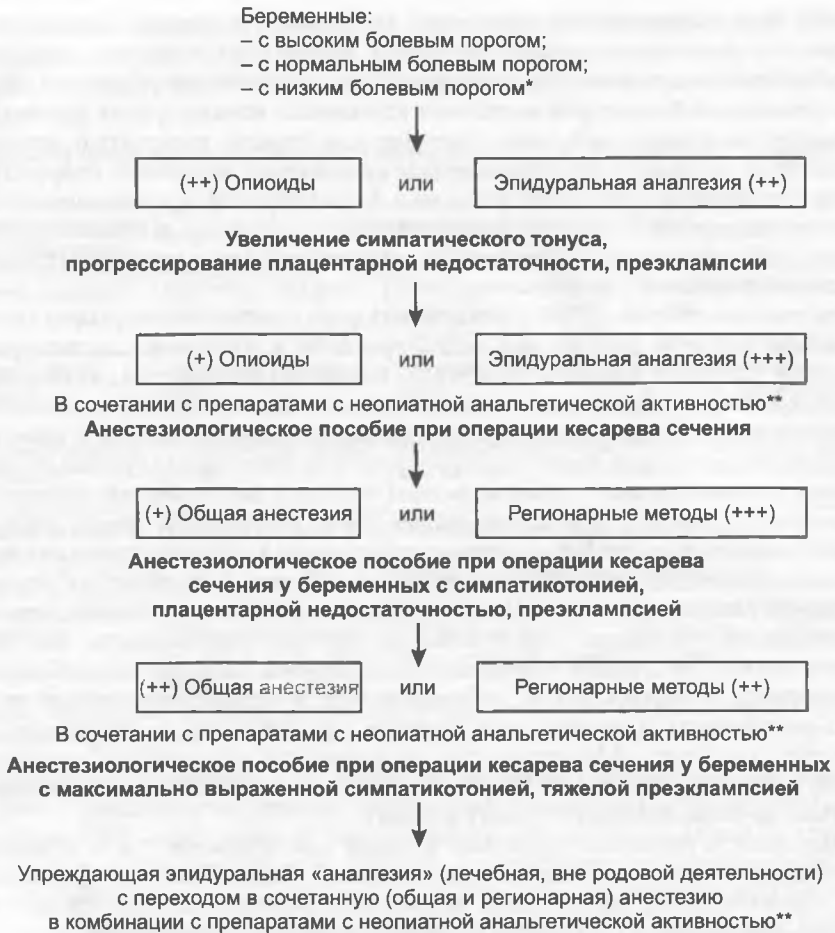 Беременные:
– с высоким болевым порогом;
– с нормальным болевым порогом;
– с низким болевым порогом*
(++) Опиоиды или Эпидуральная аналгезия (++)
Увеличение симпатического тонуса,
прогрессирование плацентарной недостаточности, преэклампсии
(+) Опиоиды или Эпидуральная аналгезия (+++)
В сочетании с препаратами с неопиатной анальгетической активностью**
Анестезиологическое пособие при операции кесарева сечения
(+) Общая анестезия или Регионарные методы (+++)
Анестезиологическое пособие при операции кесарева
сечения у беременных с симпатикотонией,
плацентарной недостаточностью, преэклампсией
(++) Общая анестезия или Регионарные методы (++)
В сочетании с препаратами с неопиатной анальгетической активностью**
Анестезиологическое пособие при операции кесарева сечения у беременных
с максимально выраженной симпатикотонией, тяжелой преэклампсией
Упреждающая эпидуральная «аналгезия» (лечебная, вне родовой деятельности)
с переходом в сочетанную (общая и регионарная) анестезию
в комбинации с препаратами с неопиатной анальгетической активностью**